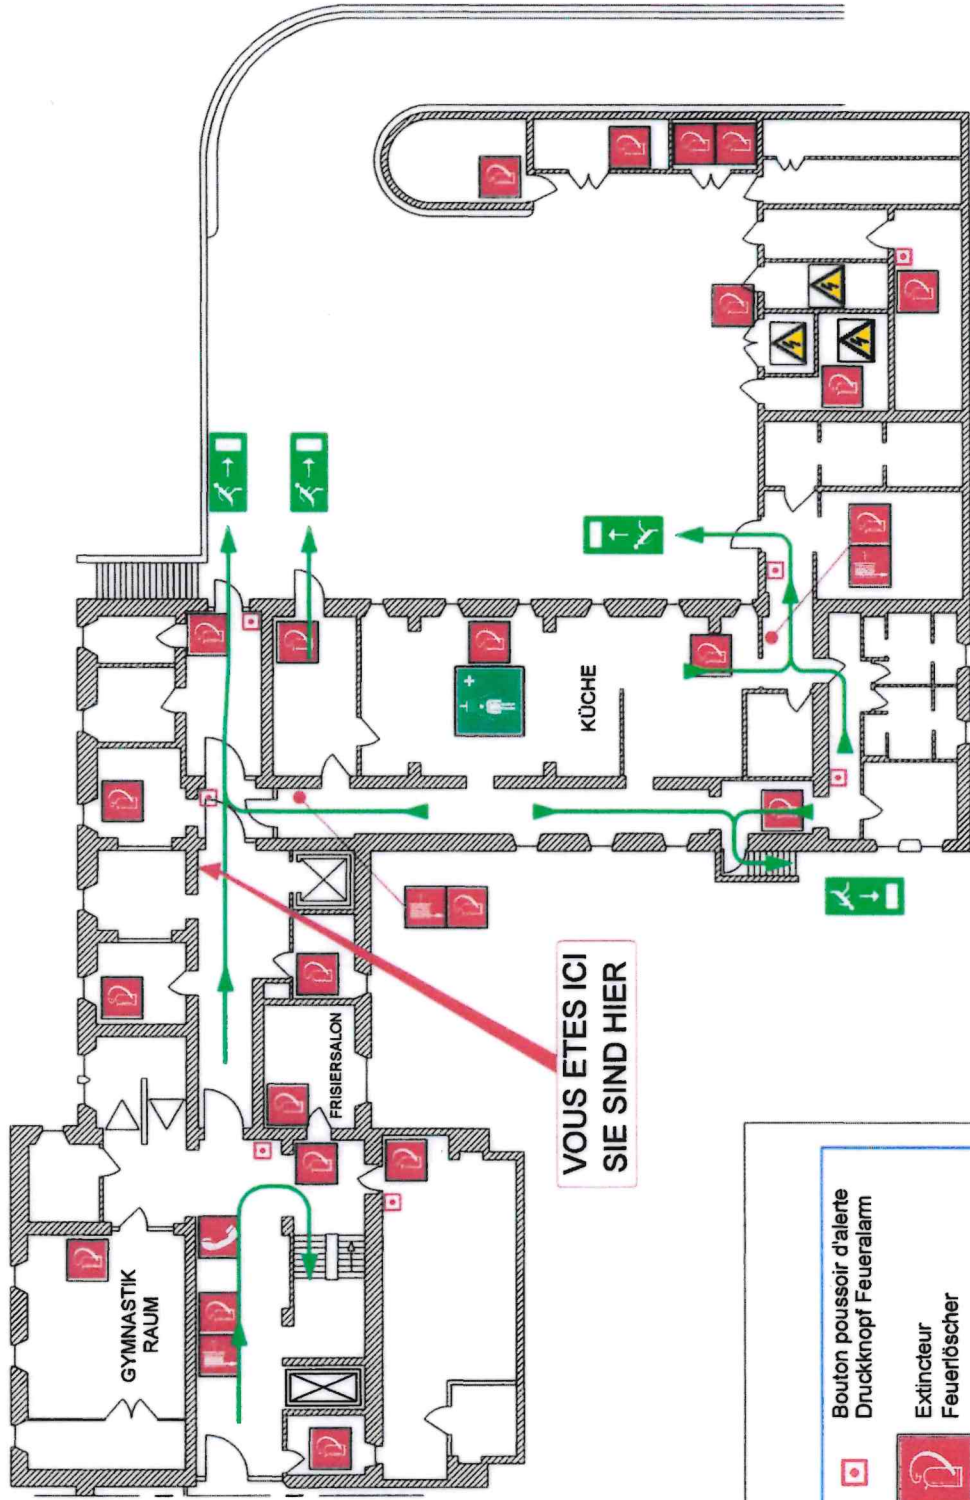 GYMNASTIK
RAUM
FRISIERSALON
KÜCHE
VOUS ETES ICI
SIE SIND HIER
Bouton poussoir d'alerte
Druckknopf Feueralarm
Extincteur
Feuerlöscher